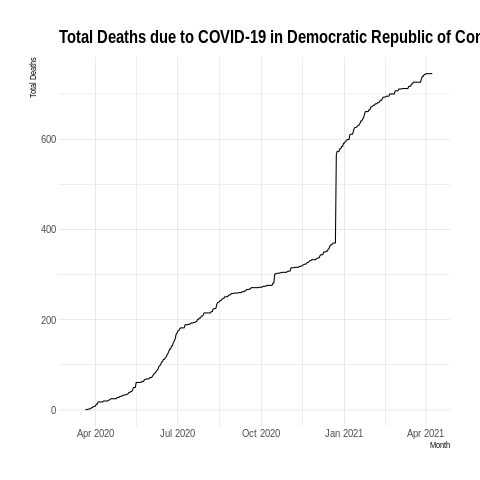 Total Deaths due to COVID-19 in Democratic Republic of
Total Deaths
600
400
200
0
Apr 2020 Jul 2020 Oct 2020 Jan 2021 Apr 2021
Month